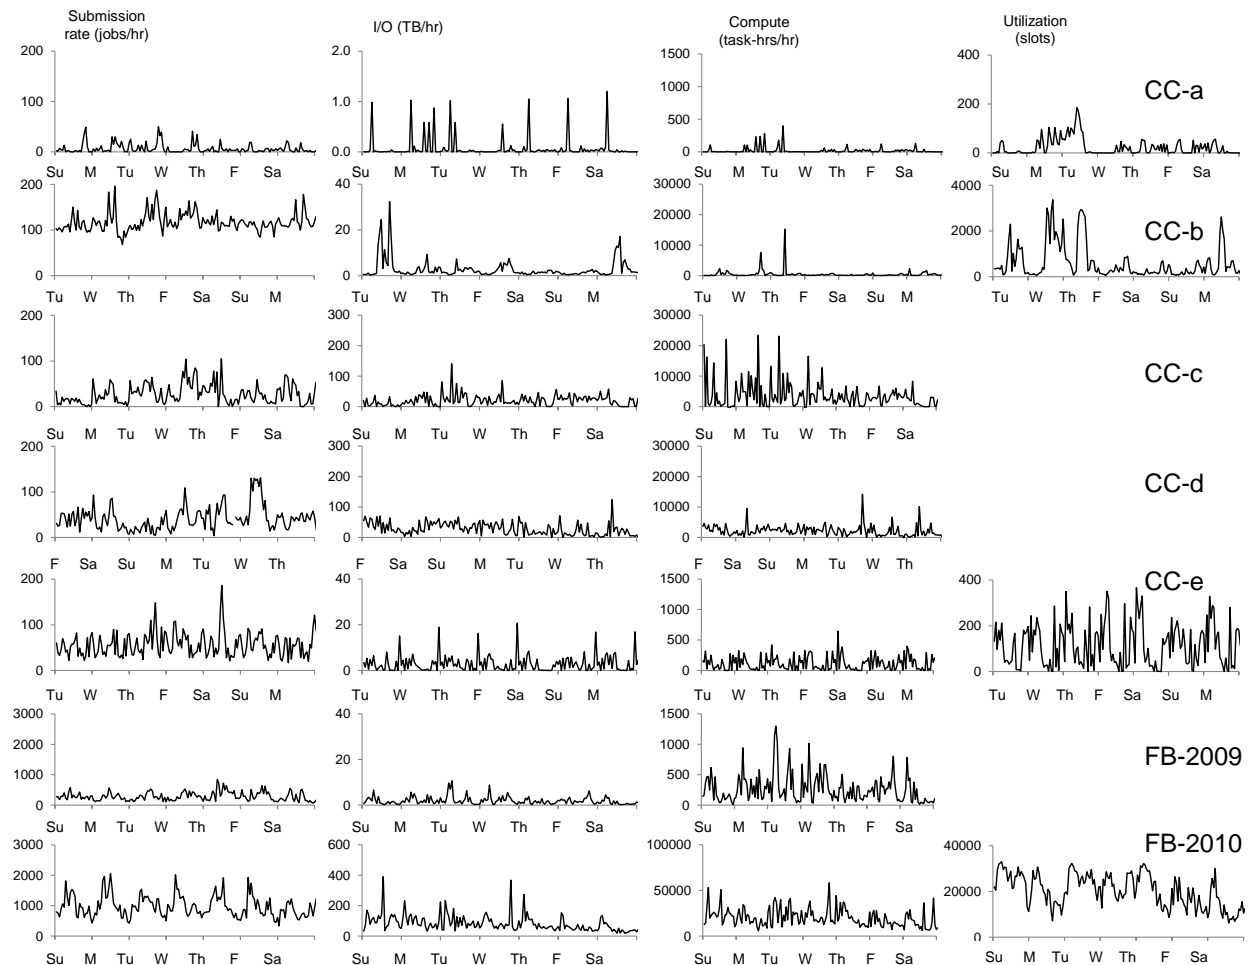 Submission
rate (jobs/hr)
I/O (TB/hr)
Compute
(task-hrs/hr)
Utilization
(slots)
200
100
0
Su M Tu W Th F Sa
2.0
1.0
0.0
Su M Tu W Th F Sa
1500
1000
500
0
Su M Tu W Th F Sa
400
200
0
Su M Tu W Th F Sa
CC-a
200
100
0
Tu W Th F Sa Su M
40
20
0
Tu W Th F Sa Su M
30000
20000
10000
0
Tu W Th F Sa Su M
4000
2000
0
Tu W Th F Sa Su M
CC-b
200
100
0
Su M Tu W Th F Sa
300
200
100
0
Su M Tu W Th F Sa
30000
20000
10000
0
Su M Tu W Th F Sa
CC-c
200
100
0
F Sa Su M Tu W Th
300
200
100
0
F Sa Su M Tu W Th
30000
20000
10000
0
F Sa Su M Tu W Th
CC-d
200
100
0
Tu W Th F Sa Su M
40
20
0
Tu W Th F Sa Su M
1500
1000
500
0
Tu W Th F Sa Su M
400
200
0
Tu W Th F Sa Su M
CC-e
3000
2000
1000
0
Su M Tu W Th F Sa
40
20
0
Su M Tu W Th F Sa
1500
1000
500
0
Su M Tu W Th F Sa
FB-2009
3000
2000
1000
0
Su M Tu W Th F Sa
600
400
200
0
Su M Tu W Th F Sa
100000
50000
0
Su M Tu W Th F Sa
40000
20000
0
Su M Tu W Th F Sa
FB-2010